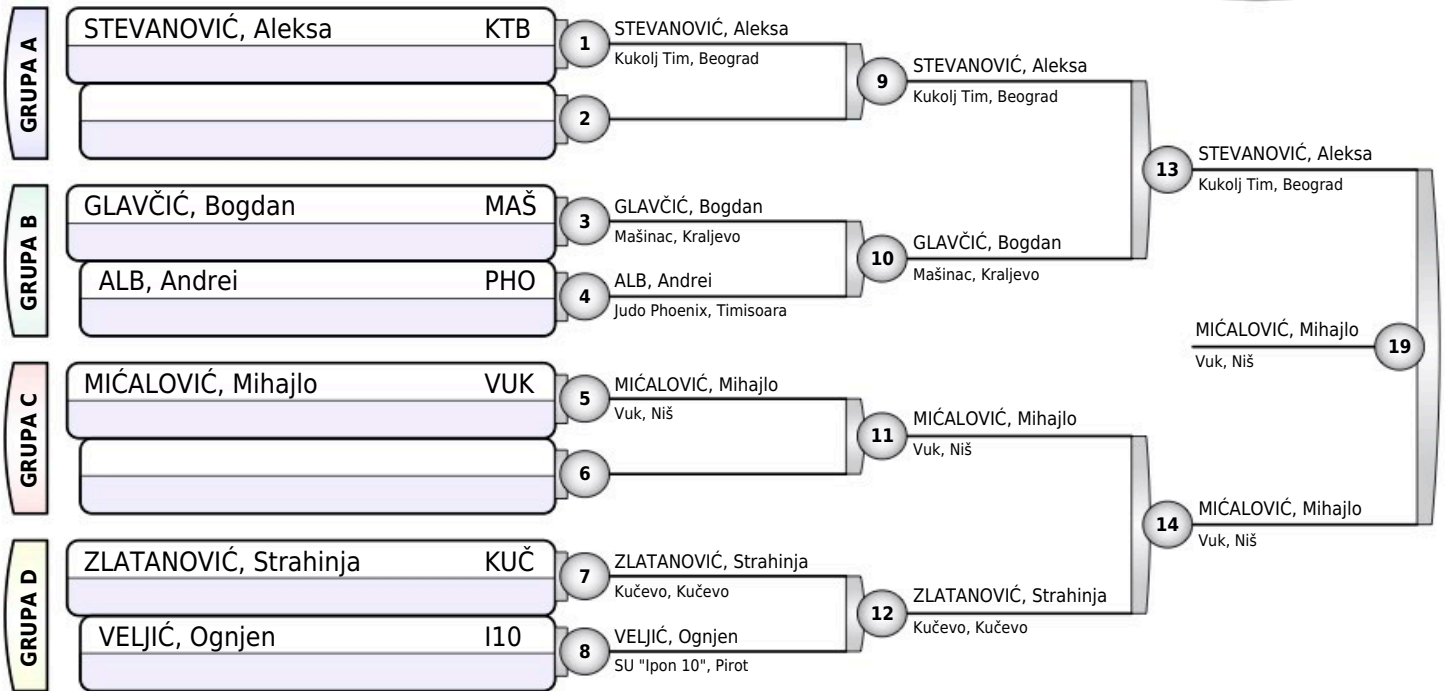 GRUPA A
STEVANOVIĆ, Aleksa KTB
1
STEVANOVIĆ, Aleksa
Kukolj Tim, Beograd
2
9
STEVANOVIĆ, Aleksa
Kukolj Tim, Beograd
GRUPA B
GLAVČIĆ, Bogdan MAŠ
3
GLAVČIĆ, Bogdan
Mašinac, Kraljevo
ALB, Andrei PHO
4
ALB, Andrei
Judo Phoenix, Timisoara
10
GLAVČIĆ, Bogdan
Mašinac, Kraljevo
13
STEVANOVIĆ, Aleksa
Kukolj Tim, Beograd
GRUPA C
MIĆALOVIĆ, Mihajlo VUK
5
MIĆALOVIĆ, Mihajlo
Vuk, Niš
6
11
MIĆALOVIĆ, Mihajlo
Vuk, Niš
GRUPA D
ZLATANOVIĆ, Strahinja KUČ
7
ZLATANOVIĆ, Strahinja
Kučevo, Kučevo
VELJIĆ, Ognjen I10
8
VELJIĆ, Ognjen
SU "Ipon 10", Pirot
12
ZLATANOVIĆ, Strahinja
Kučevo, Kučevo
14
MIĆALOVIĆ, Mihajlo
Vuk, Niš
MIĆALOVIĆ, Mihajlo
Vuk, Niš
19